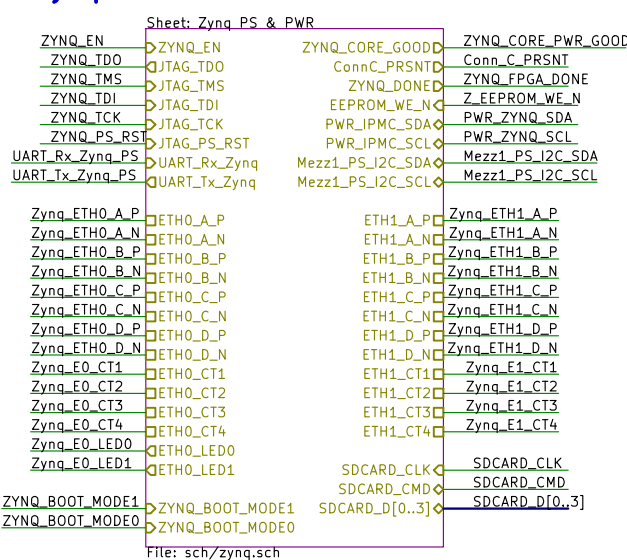 Sheet: Zynq PS & PWR
ZYNQ_EN ZYNQ_EN ZYNQ_CORE_GOOD ZYNQ_CORE_PWR_GOOD
ZYNQ_TDO JTAG_TDO ConnC_PRSNT Conn_C_PRSNT
ZYNQ_TMS JTAG_TMS ZYNQ_DONE ZYNQ_FPGA_DONE
ZYNQ_TDI JTAG_TDI EEPROM_WE_N Z_EEPROM_WE_N
ZYNQ_TCK JTAG_TCK PWR_IPMC_SDA PWR_ZYNQ_SDA
ZYNQ_PS_RST JTAG_PS_RST PWR_IPMC_SCL PWR_ZYNQ_SCL
UART_Rx_Zynq_PS UART_Rx_Zynq Mezz1_PS_I2C_SDA Mezz1_PS_I2C_SDA
UART_Tx_Zynq_PS UART_Tx_Zynq Mezz1_PS_I2C_SCL Mezz1_PS_I2C_SCL
Zynq_ETH0_A_P ETH0_A_P ETH1_A_P Zynq_ETH1_A_P
Zynq_ETH0_A_N ETH0_A_N ETH1_A_N Zynq_ETH1_A_N
Zynq_ETH0_B_P ETH0_B_P ETH1_B_P Zynq_ETH1_B_P
Zynq_ETH0_B_N ETH0_B_N ETH1_B_N Zynq_ETH1_B_N
Zynq_ETH0_C_P ETH0_C_P ETH1_C_P Zynq_ETH1_C_P
Zynq_ETH0_C_N ETH0_C_N ETH1_C_N Zynq_ETH1_C_N
Zynq_ETH0_D_P ETH0_D_P ETH1_D_P Zynq_ETH1_D_P
Zynq_ETH0_D_N ETH0_D_N ETH1_D_N Zynq_ETH1_D_N
Zynq_E0_CT1 ETH0_CT1 ETH1_CT1 Zynq_E1_CT1
Zynq_E0_CT2 ETH0_CT2 ETH1_CT2 Zynq_E1_CT2
Zynq_E0_CT3 ETH0_CT3 ETH1_CT3 Zynq_E1_CT3
Zynq_E0_CT4 ETH0_CT4 ETH1_CT4 Zynq_E1_CT4
Zynq_E0_LED0 ETH0_LED0
Zynq_E0_LED1 ETH0_LED1 SDCARD_CLK SDCARD_CLK
SDCARD_CMD SDCARD_CMD
ZYNQ_BOOT_MODE1 ZYNQ_BOOT_MODE1 SDCARD_D[0..3] SDCARD_D[0..3]
ZYNQ_BOOT_MODE0 ZYNQ_BOOT_MODE0
File: sch/zynq.sch